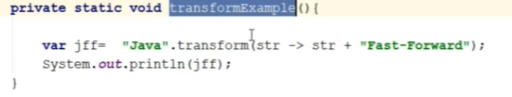 private static void transformExample(){
var jff= "Java".transform(str -> str + "Fast-Forward");
System.out.println(jff);
}